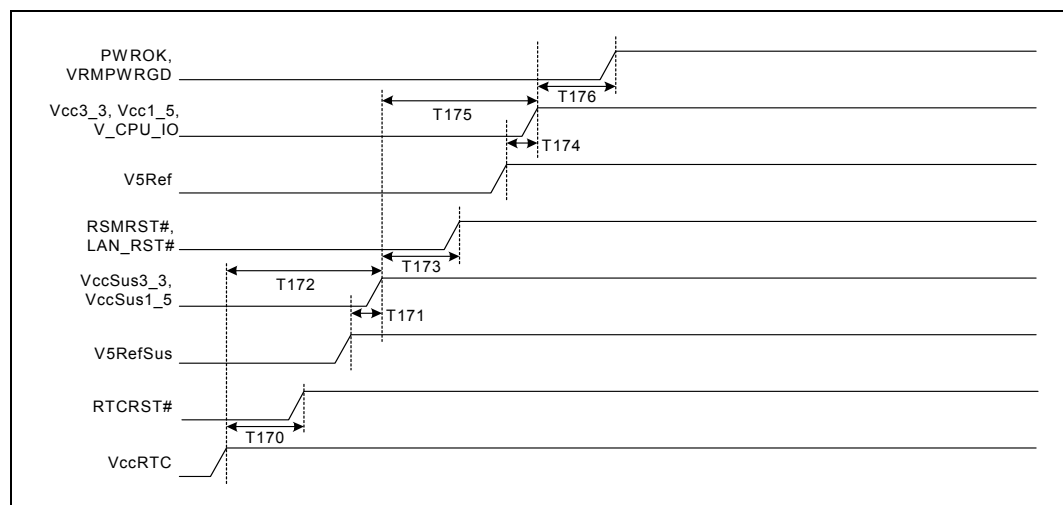 PWROK,
VRMPWRGD
T176
Vcc3_3, Vcc1_5,
V_CPU_IO
T175
T174
V5Ref
RSMRST#,
LAN_RST#
T173
T172
VccSus3_3,
VccSus1_5
T171
V5RefSus
RTCRST#
T170
VccRTC